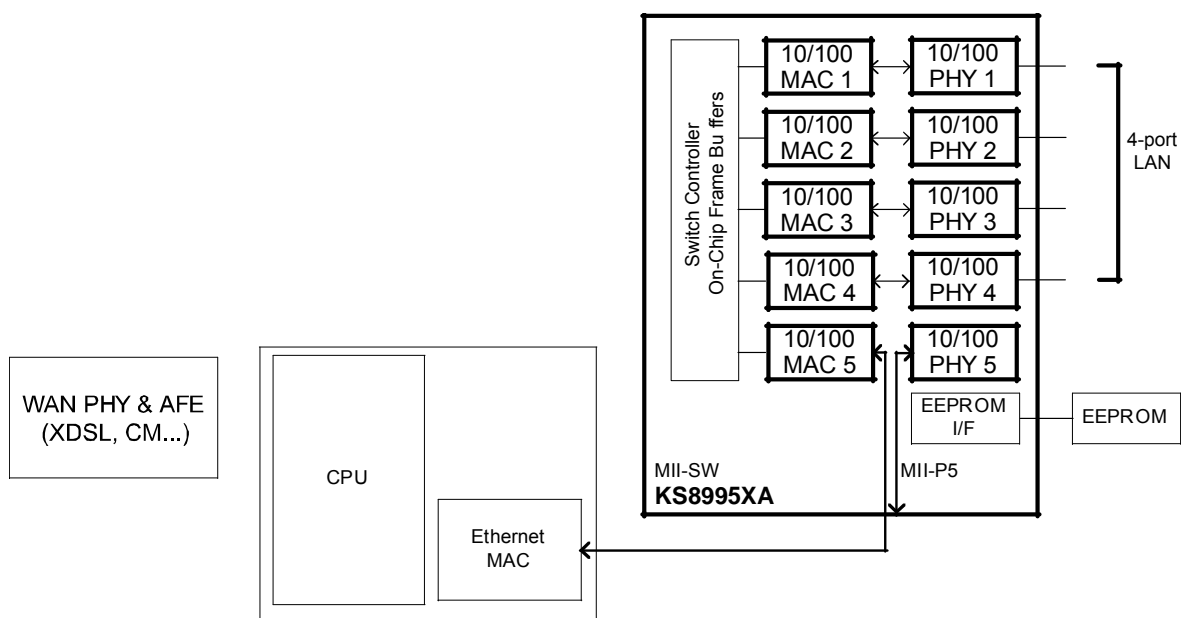 10/100
MAC 1
10/100
PHY 1
10/100
MAC 2
10/100
PHY 2
10/100
MAC 3
10/100
PHY 3
10/100
MAC 4
10/100
PHY 4
10/100
MAC 5
10/100
PHY 5
Switch Controller
On-Chip Frame Buffers
4-port
LAN
EEPROM
I/F
EEPROM
MII-SW
MII-P5
KS8995XA
WAN PHY & AFE
(XDSL, CM...)
CPU
Ethernet
MAC